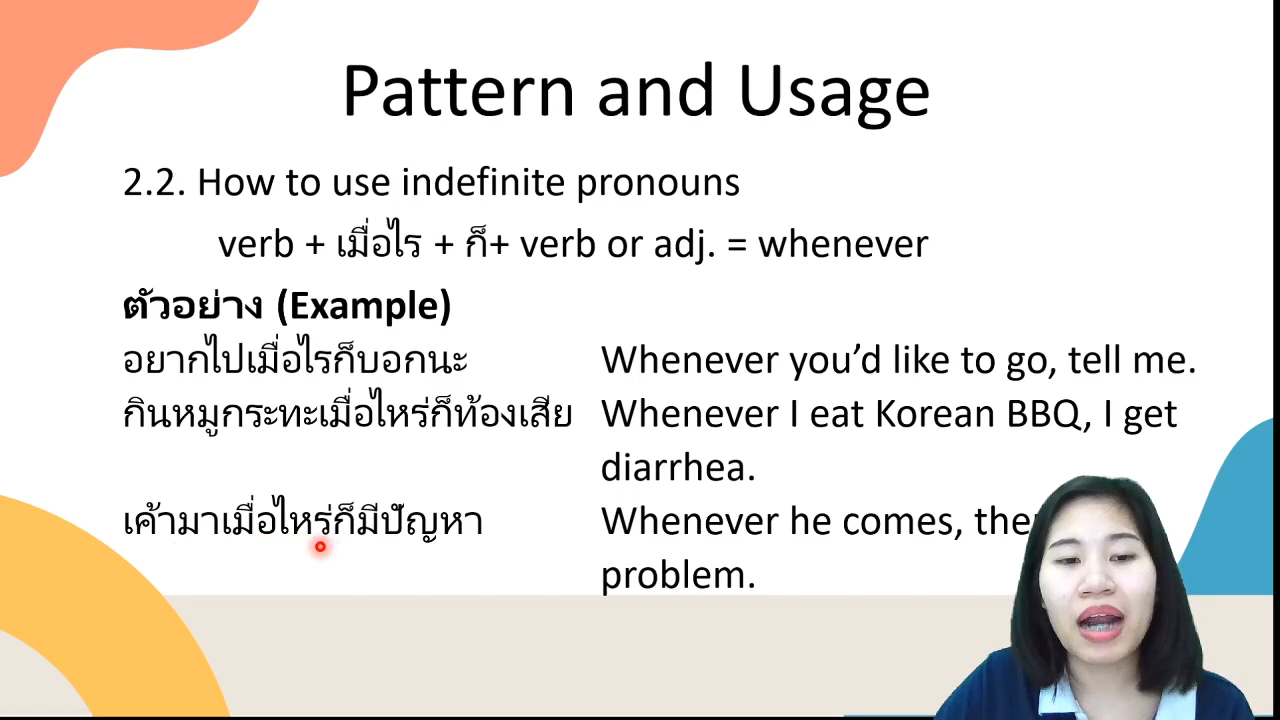 Pattern and Usage
2.2. How to use indefinite pronouns
verb + เมื่อไร + ก็+ verb or adj. = whenever
ตัวอย่าง (Example)
อยากไปเมื่อไรก็บอกนะ Whenever you’d like to go, tell me.
กินหมูกระทะเมื่อไหร่ก็ท้องเสีย Whenever I eat Korean BBQ, I get
diarrhea.
เค้ามาเมื่อไหร่ก็มีปัญหา Whenever he comes,
problem.